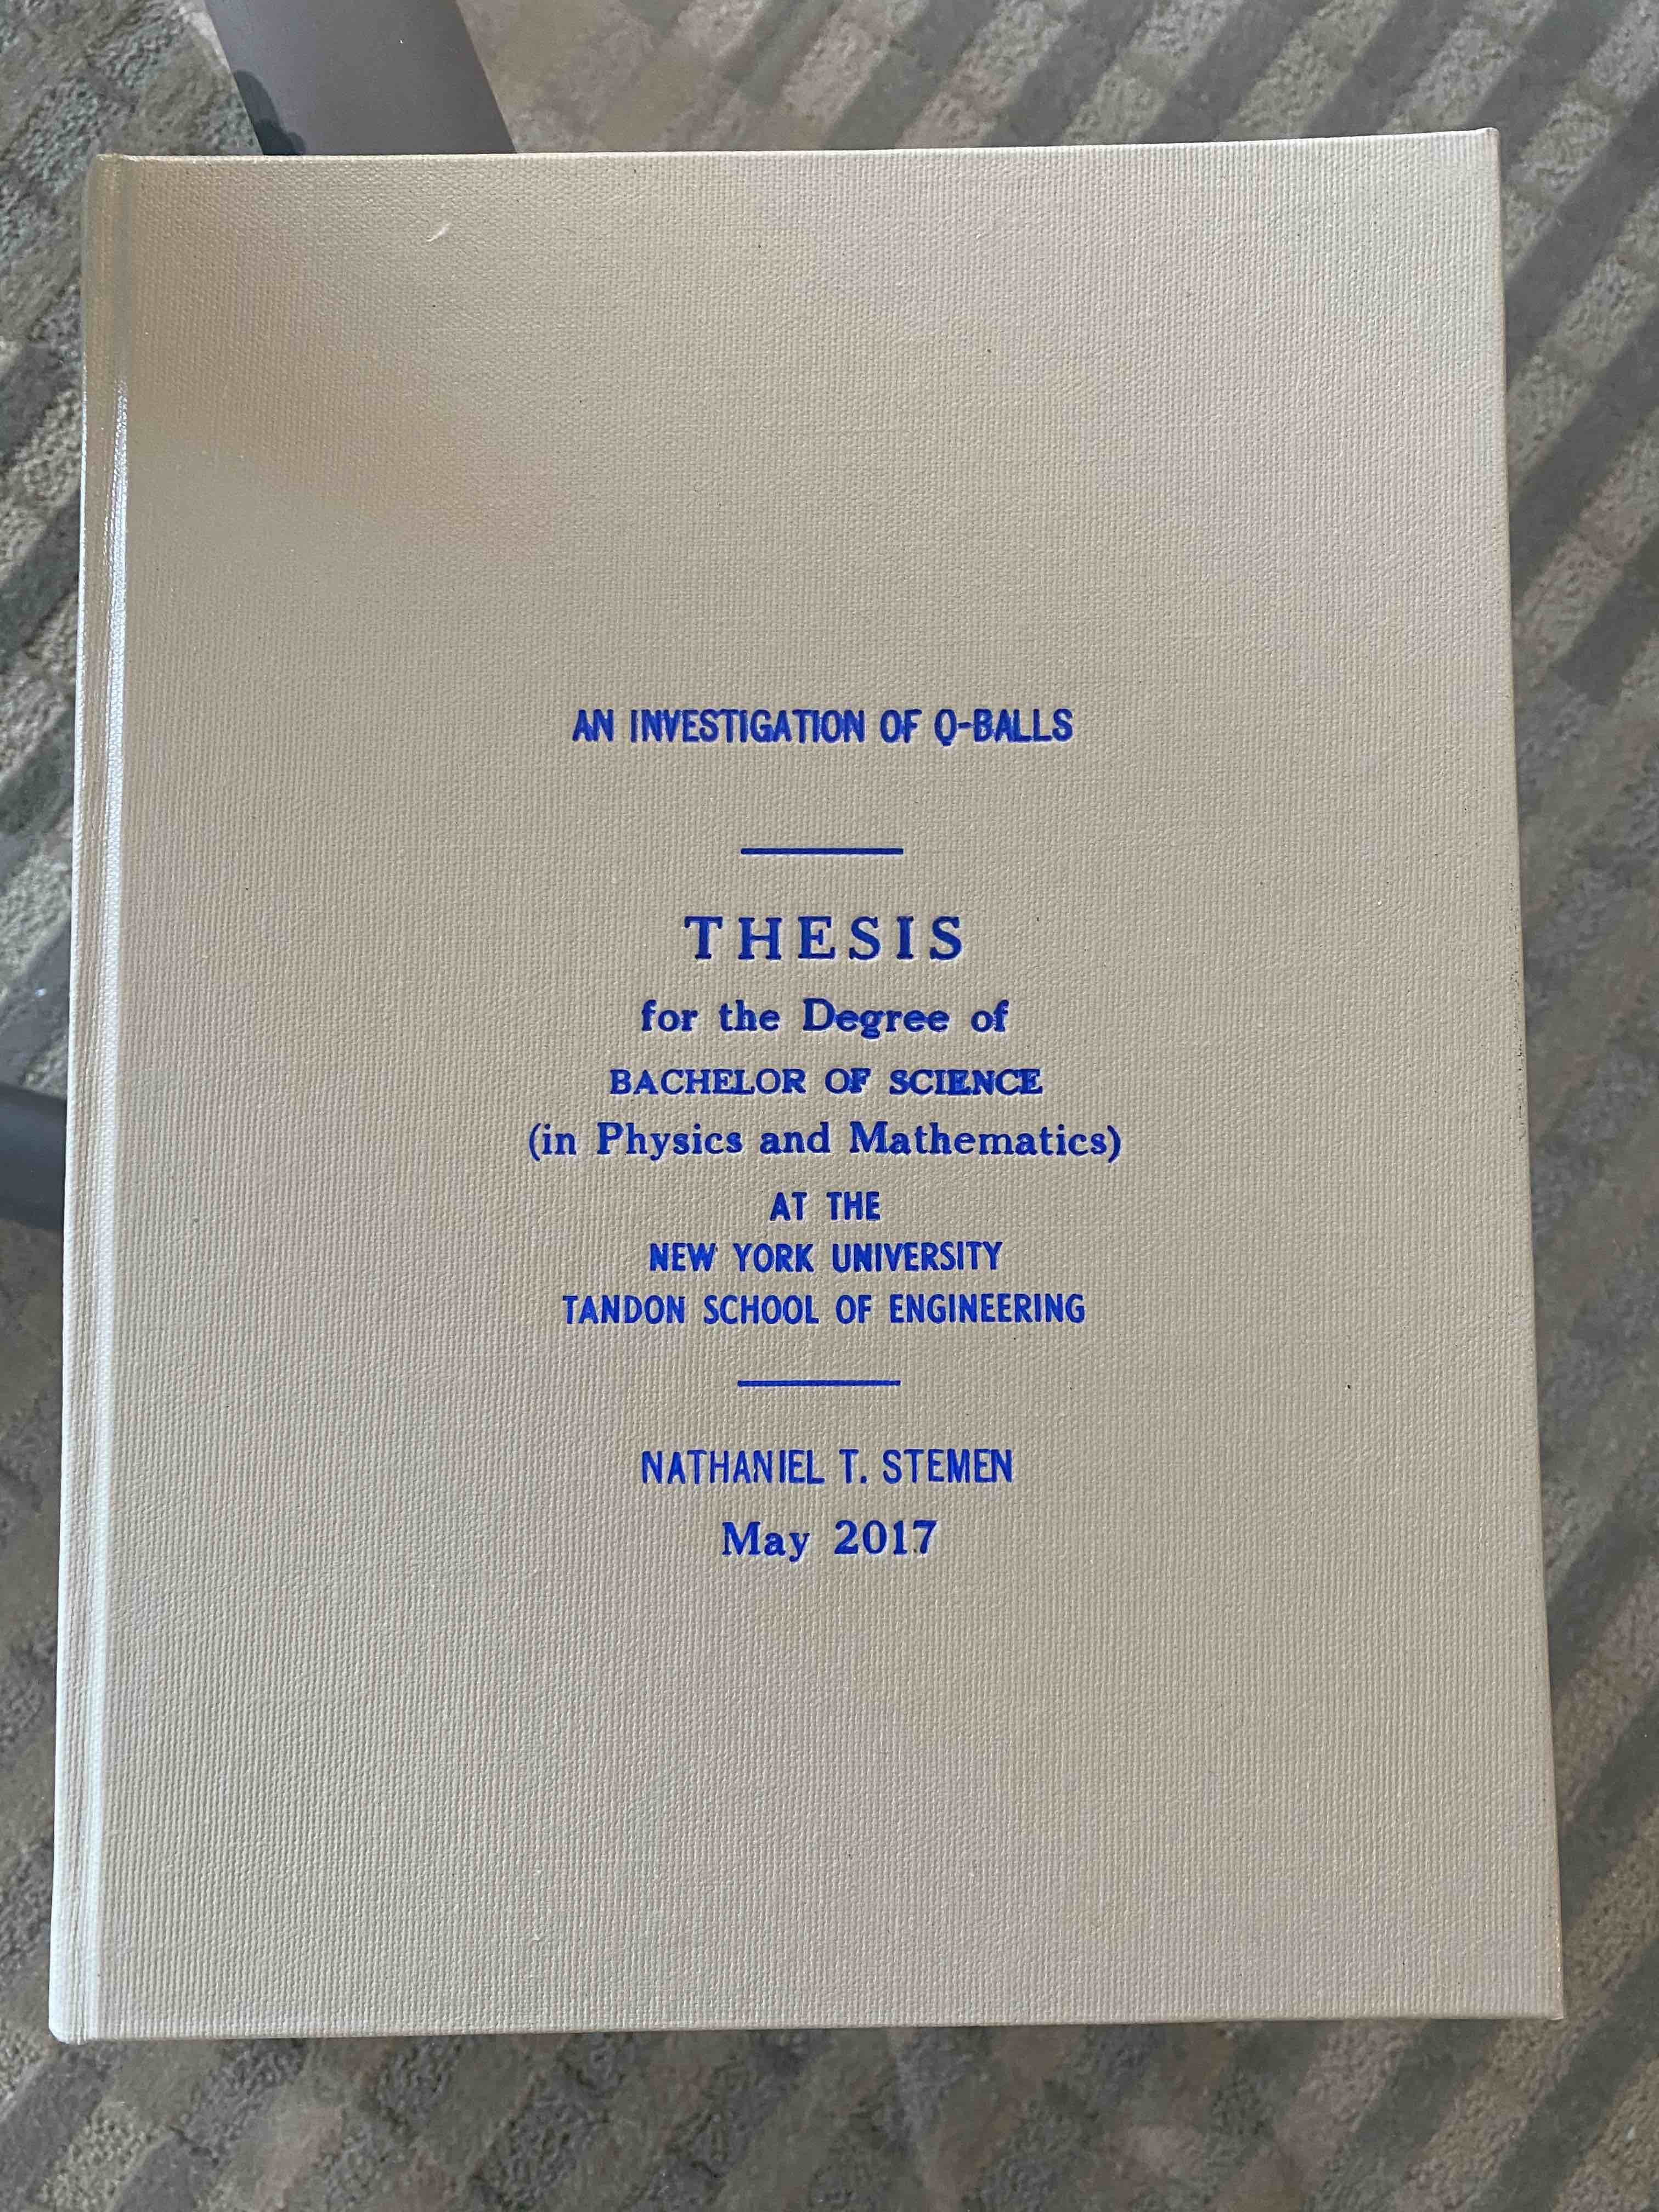 AN INVESTIGATION OF Q-BALLS
THESIS
for the Degree of
BACHELOR OF SCIENCE
(in Physics and Mathematics)
AT THE
NEW YORK UNIVERSITY
TANDON SCHOOL OF ENGINEERING
NATHANIEL T. STEMEN
May 2017